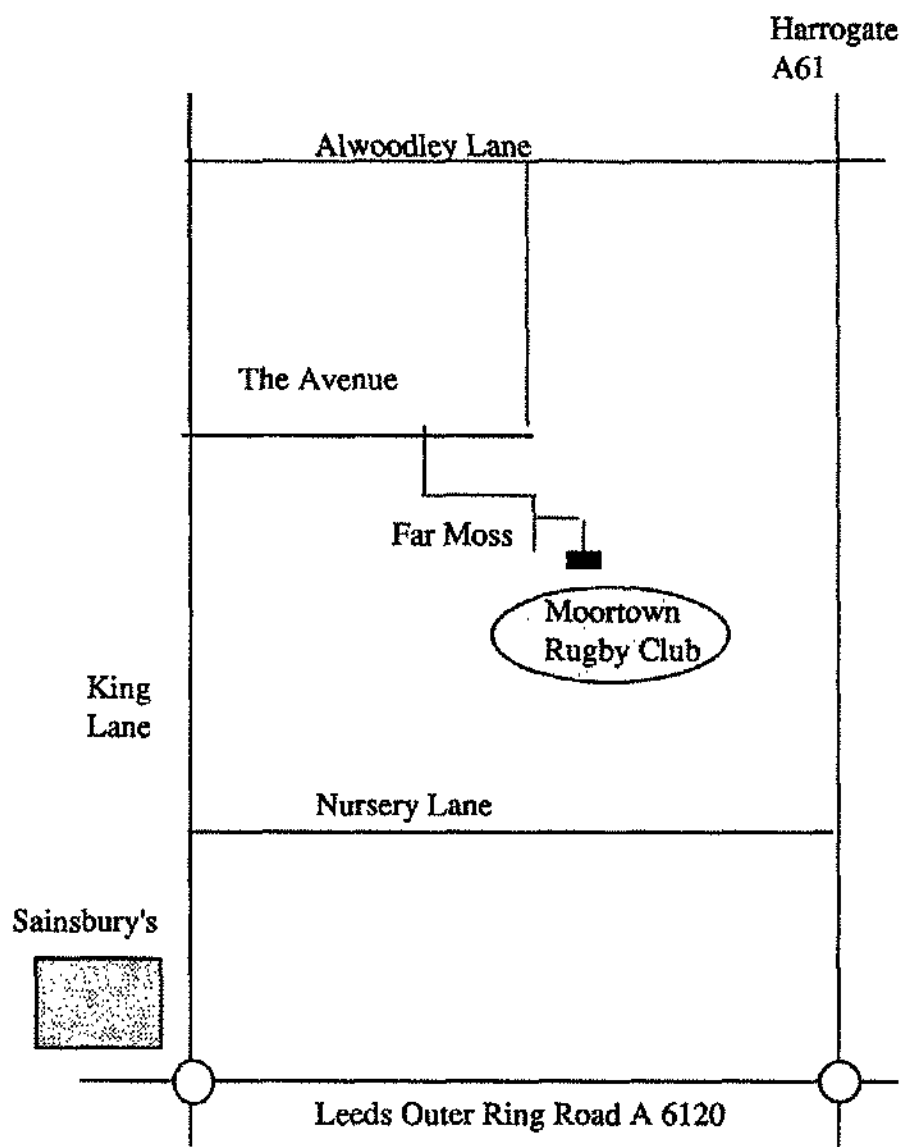 Harrogate
A61
Alwoodley Lane
The Avenue
Far Moss
Moortown
Rugby Club
King
Lane
Nursery Lane
Sainsbury's
Leeds Outer Ring Road A 6120